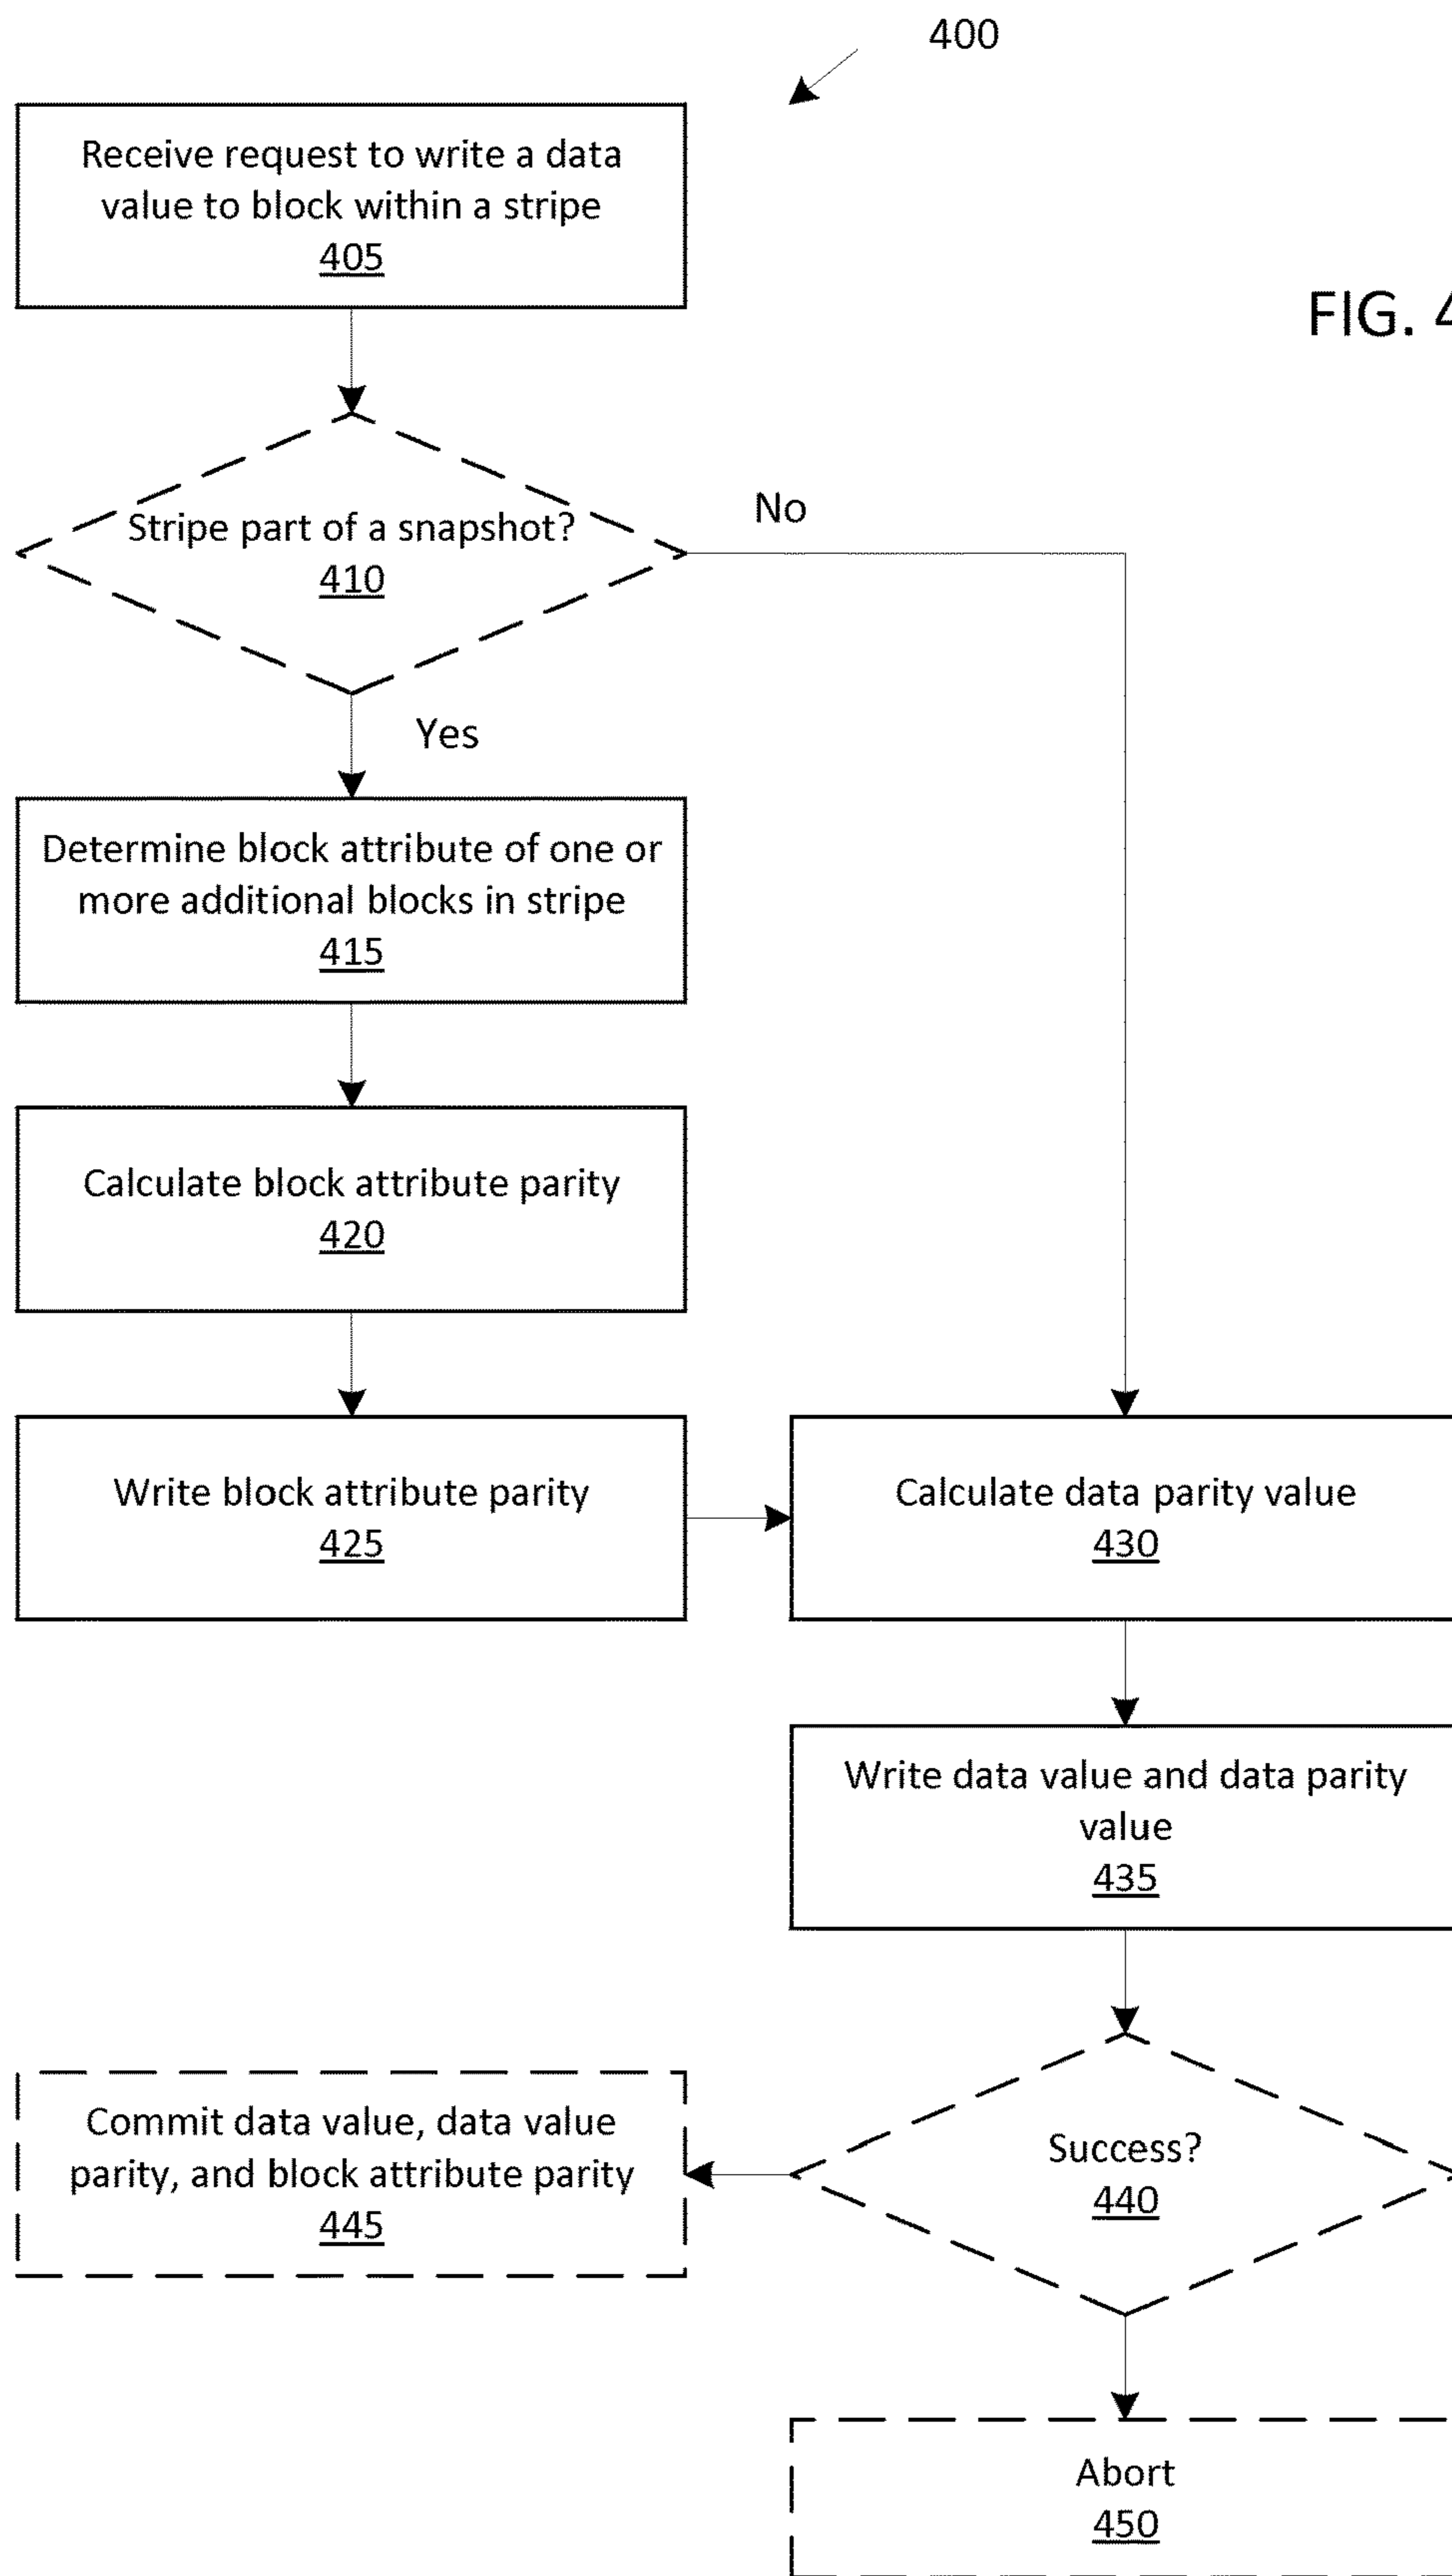 400
Receive request to write a data
value to block within a stripe
405
FIG. 4
Stripe part of a snapshot?
410
No
Yes
Determine block attribute of one or
more additional blocks in stripe
415
Calculate block attribute parity
420
Write block attribute parity
425
Calculate data parity value
430
Write data value and data parity
value
435
Success?
440
Commit data value, data value
parity, and block attribute parity
445
Abort
450